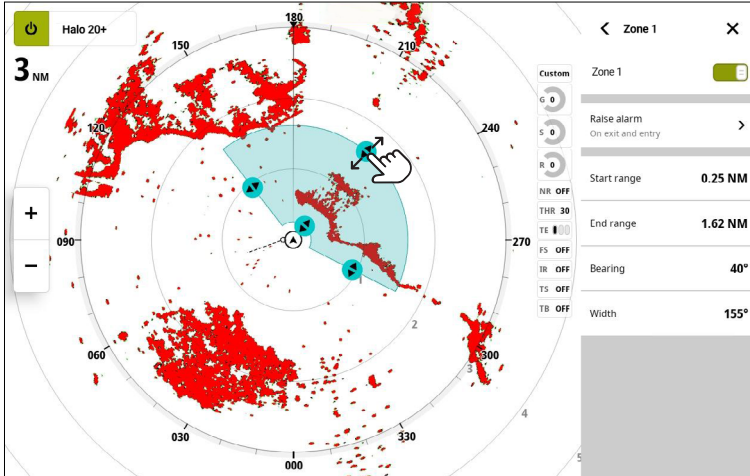 Halo 20+
3 NM
180
150
210
120
240
090
270
060
300
030
330
000
1
2
3
4
5
+
−
Custom
G 0
S 0
R 0
NR OFF
THR 30
TE
FS OFF
IR OFF
TS OFF
TB OFF
Zone 1
Zone 1
Raise alarm
On exit and entry
Start range 0.25 NM
End range 1.62 NM
Bearing 40°
Width 155°